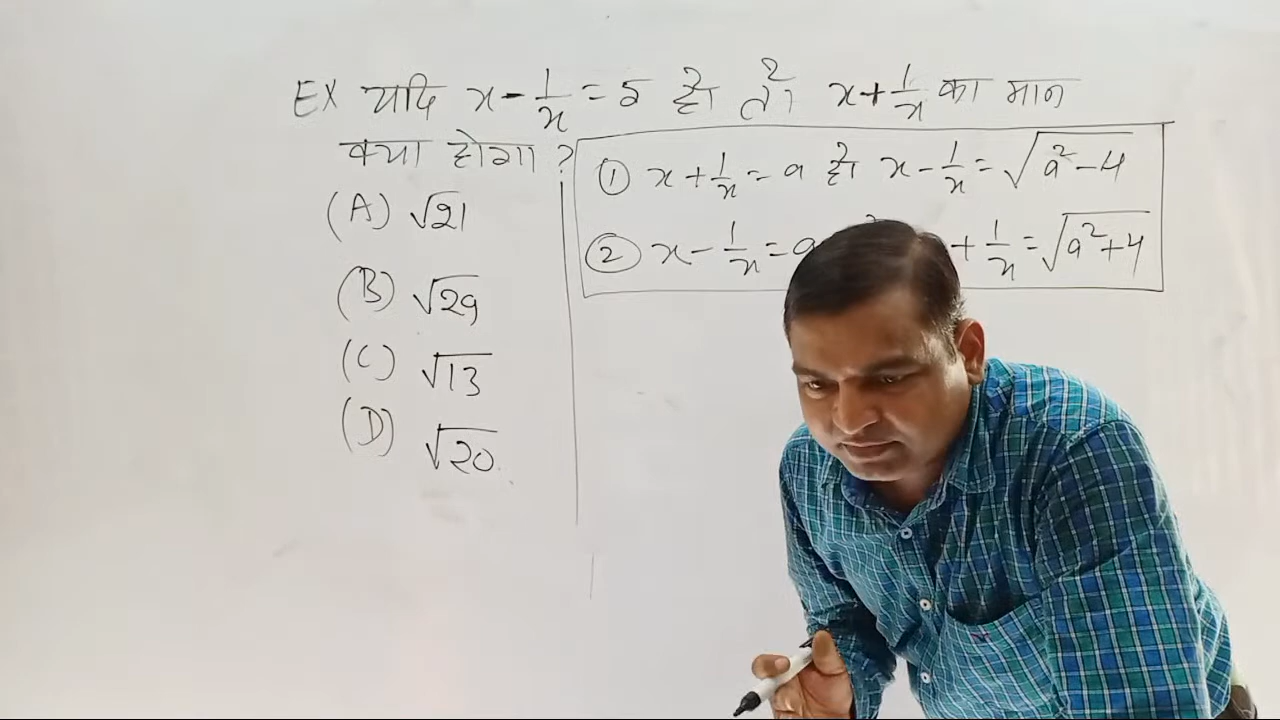 EX यदि x - 1/x = 5 है तो x + 1/x का मान
क्या होगा ?
(A) √21
(B) √29
(C) √13
(D) √20
① x + 1/x = a है x - 1/x = √a² - 4
② x - 1/x = a + 1/x = √a² + 4